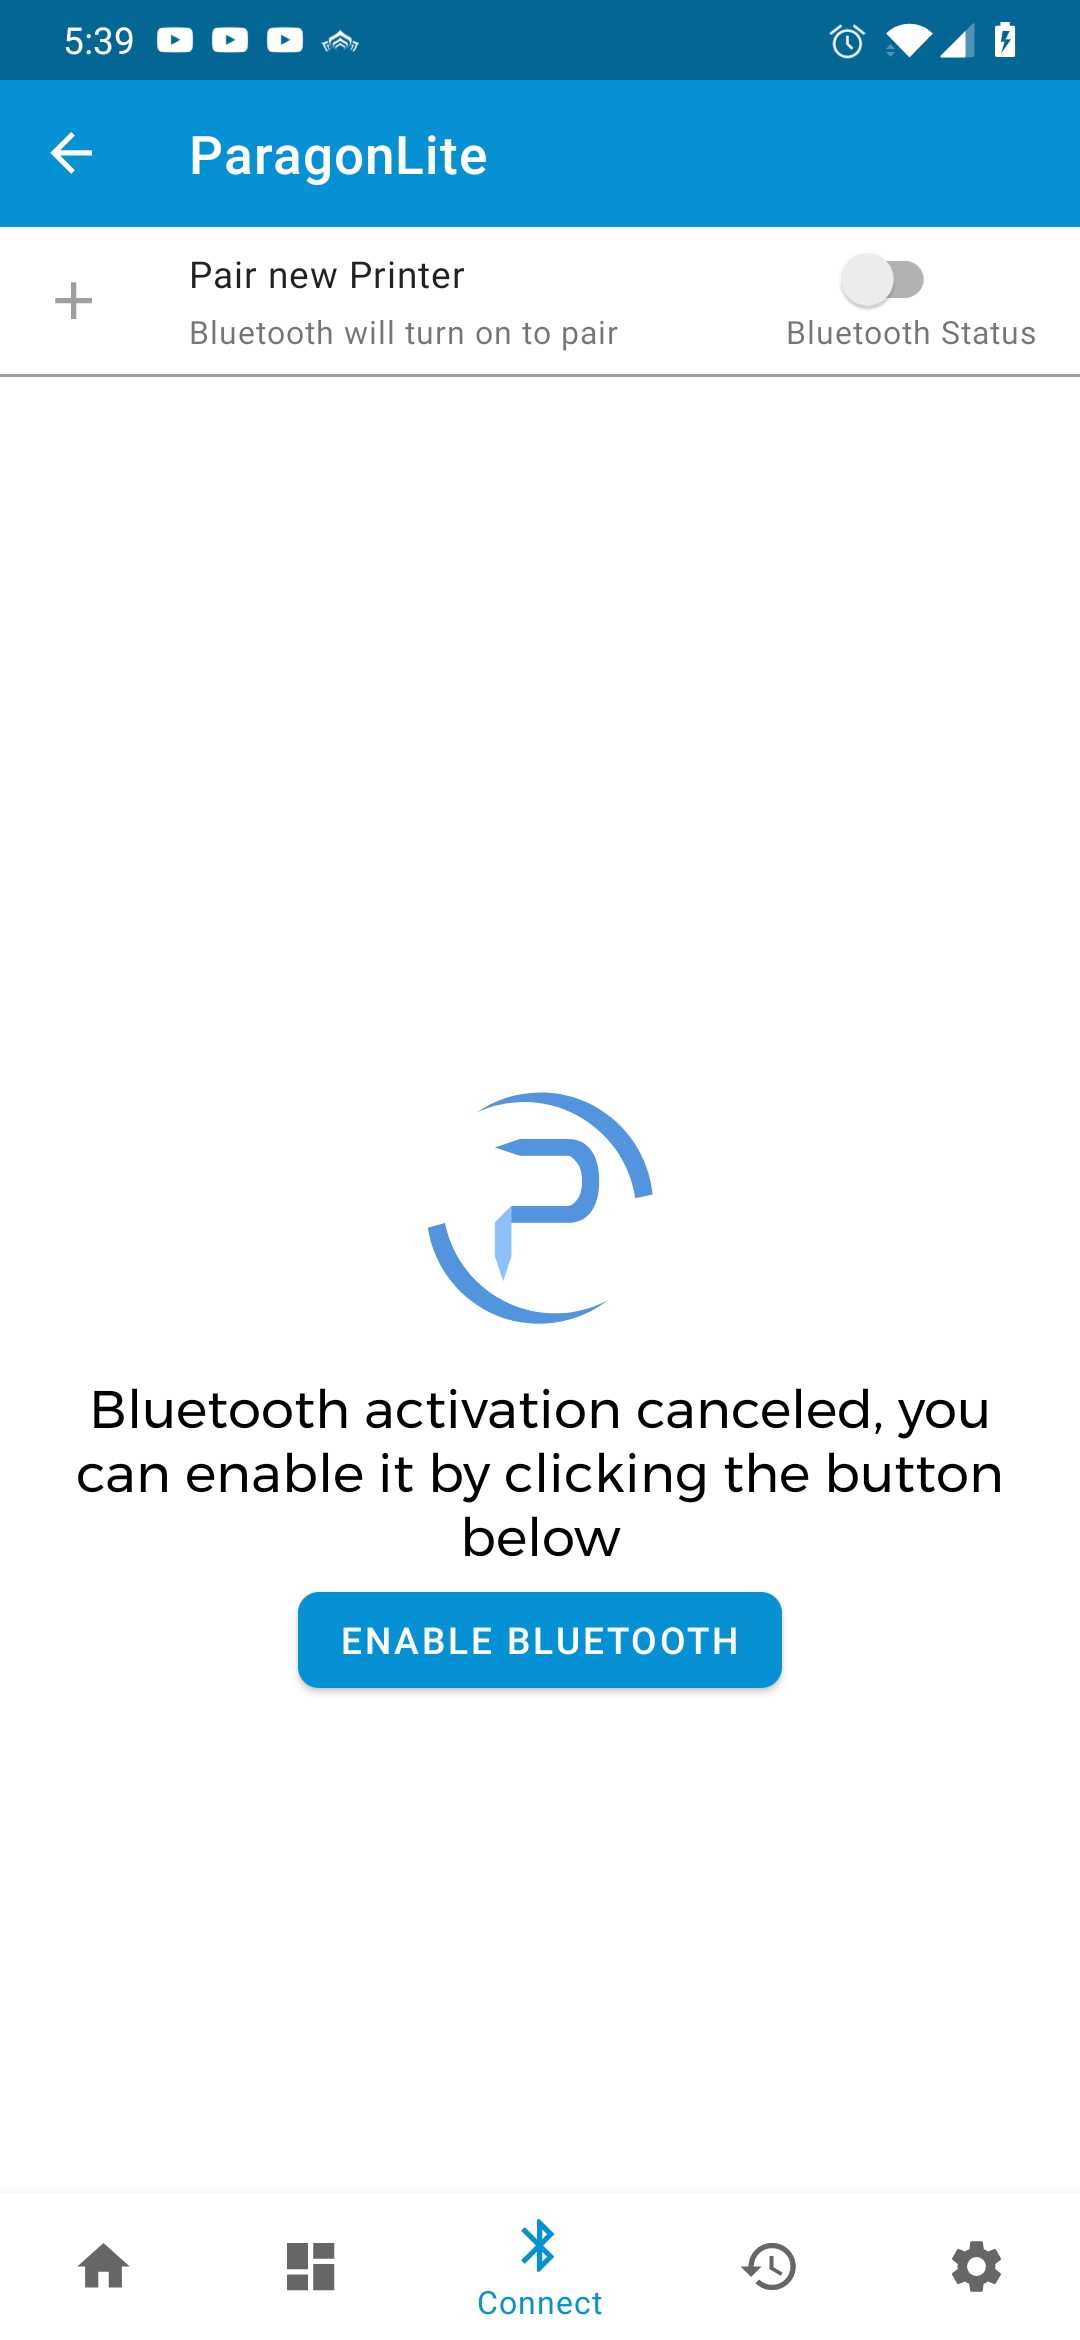 5:39
ParagonLite
Pair new Printer
Bluetooth will turn on to pair
Bluetooth Status
Bluetooth activation canceled, you
can enable it by clicking the button
below
ENABLE BLUETOOTH
Connect